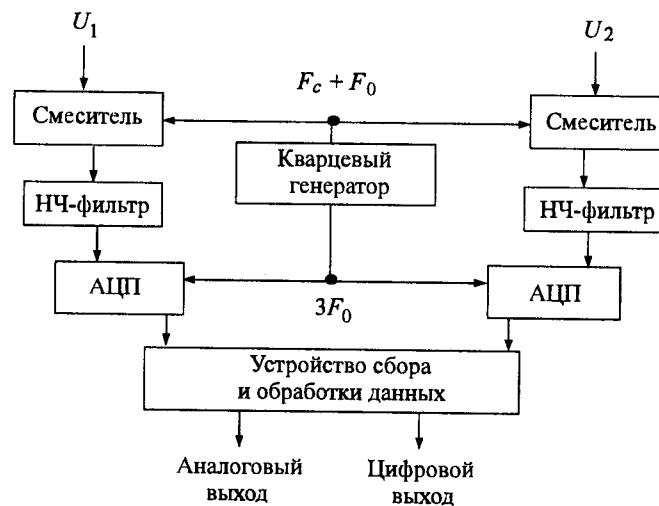 U1
U2
Fc + F0
Смеситель
Смеситель
Кварцевый
генератор
НЧ-фильтр
НЧ-фильтр
АЦП
АЦП
3F0
Устройство сбора
и обработки данных
Аналоговый
выход
Цифровой
выход